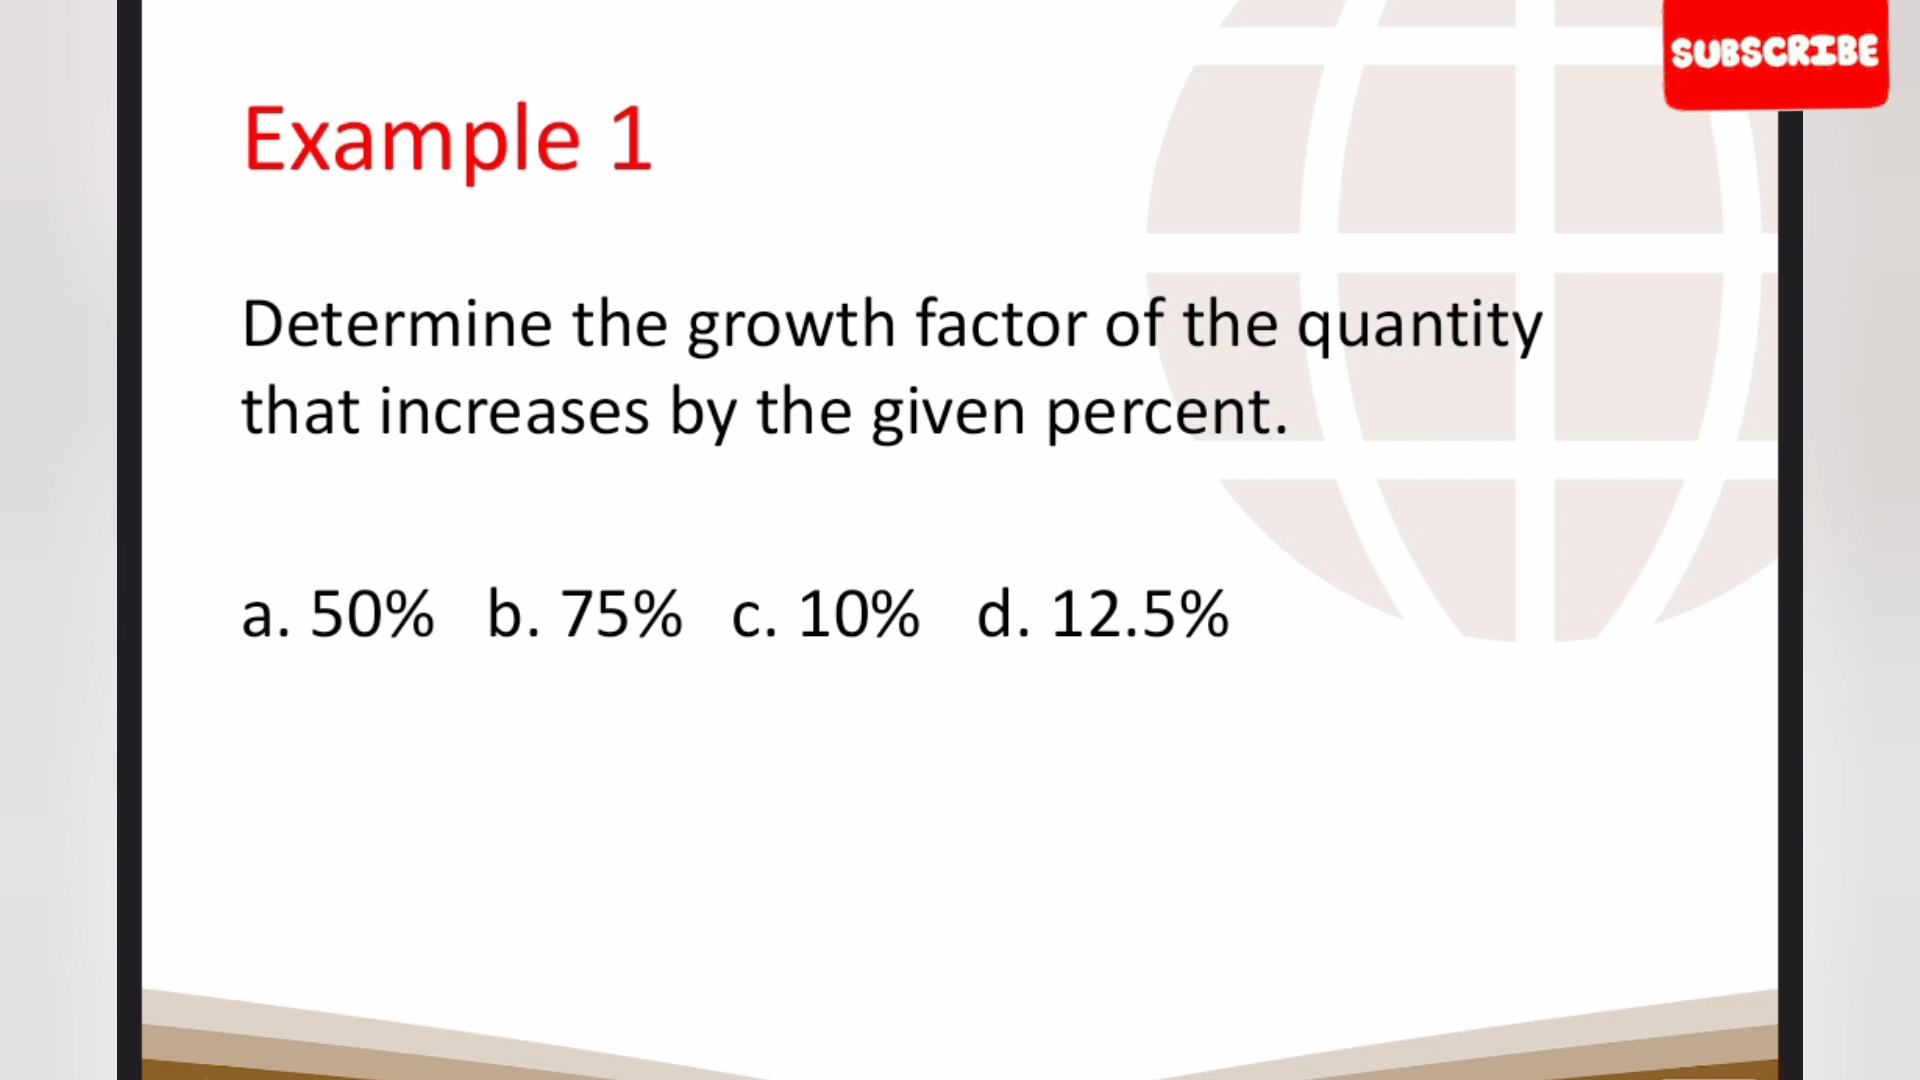 SUBSCRIBE
Example 1
Determine the growth factor of the quantity
that increases by the given percent.
a. 50% b. 75% c. 10% d. 12.5%